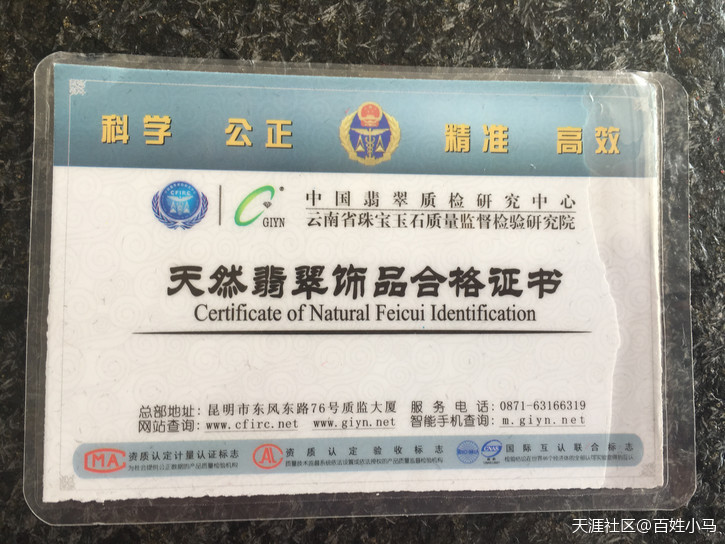 科学 公正 精准 高效
CFIRC
GIYN
中国翡翠质检研究中心
云南省珠宝玉石质量监督检验研究院
天然翡翠饰品合格证书
Certificate of Natural Feicui Identification
总部地址：昆明市东风东路76号质监大厦 服务电话：0871-63166319
网站查询：www.cfirc.net www.giyn.net 智能手机查询：m.giyn.net
CMA 资质认定计量认证标志
CAL 资质认定验收标志
CNAS 国际互认联合标志
天涯社区@百姓小马